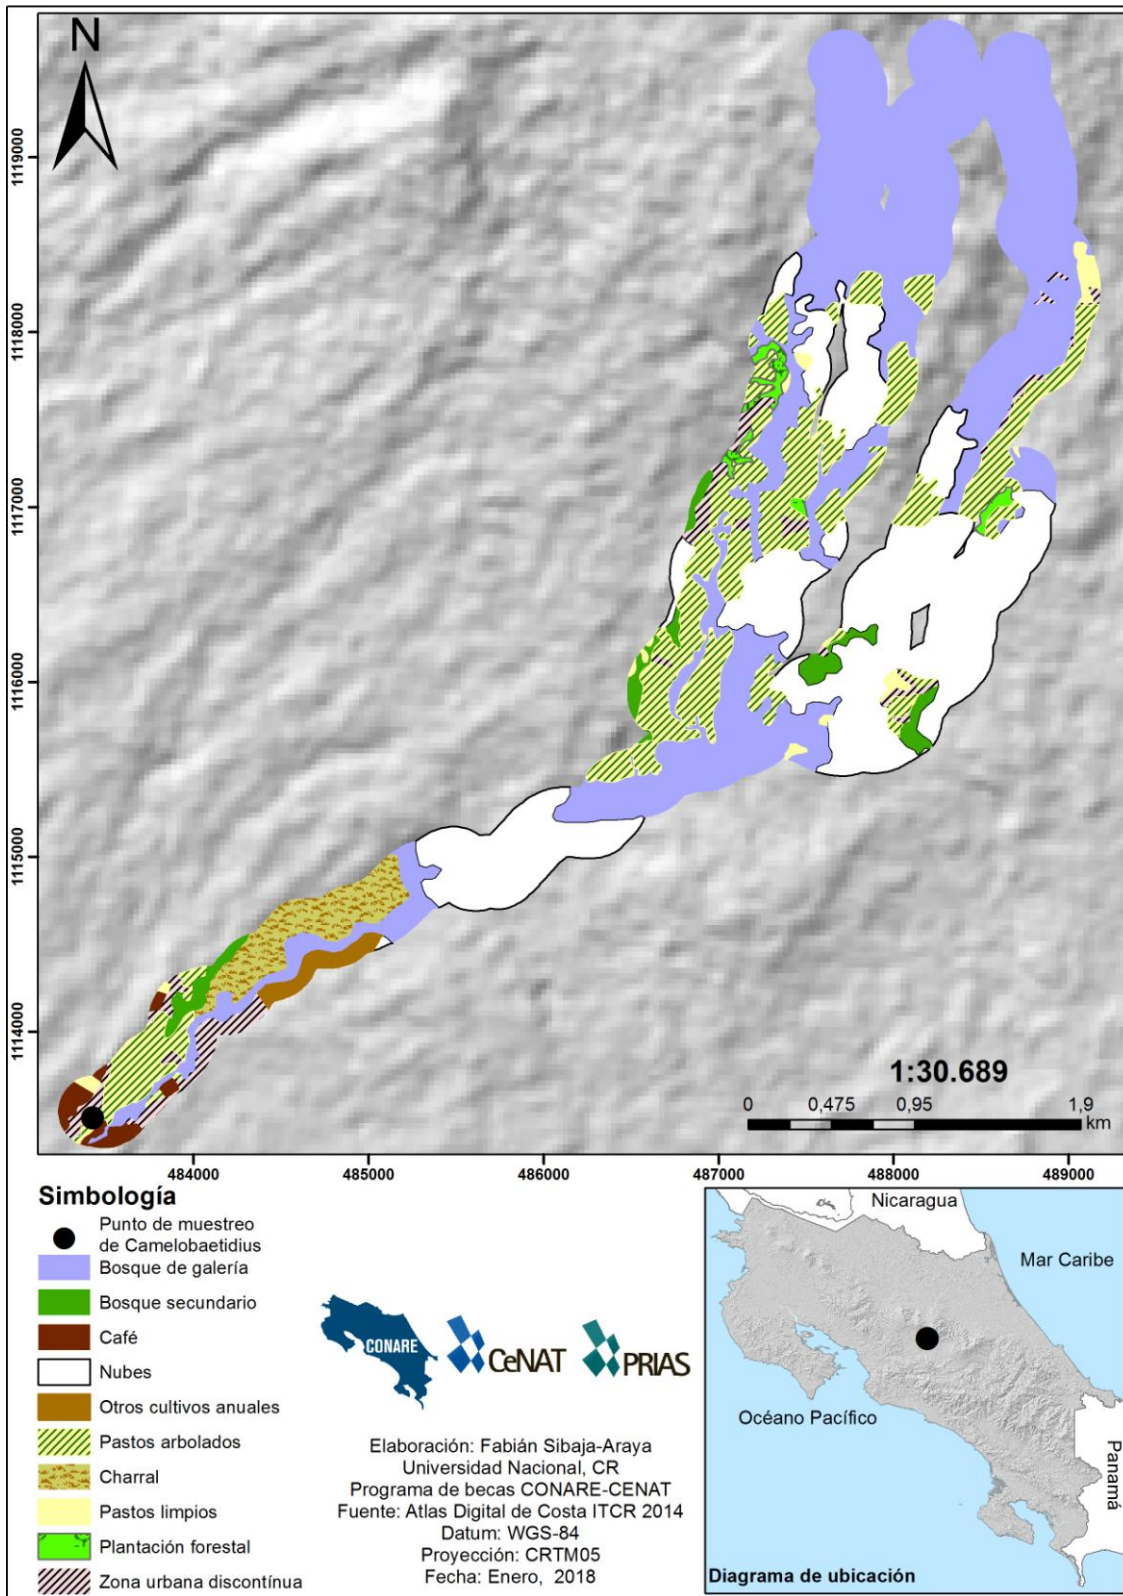 N
1119000
1118000
1117000
1116000
1115000
1114000
1:30.689
0 0,475 0,95 1,9
km
484000 485000 486000 487000 488000 489000
Simbología
Punto de muestreo
de Camelobaetidius
Bosque de galería
Bosque secundario
Café
Nubes
Otros cultivos anuales
Pastos arbolados
Charral
Pastos limpios
Plantación forestal
Zona urbana discontínua
CONARE
CeNAT
PRIAS
Elaboración: Fabián Sibaja-Araya
Universidad Nacional, CR
Programa de becas CONARE-CENAT
Fuente: Atlas Digital de Costa ITCR 2014
Datum: WGS-84
Proyección: CRTM05
Fecha: Enero, 2018
Nicaragua
Mar Caribe
Océano Pacífico
Panamá
Diagrama de ubicación